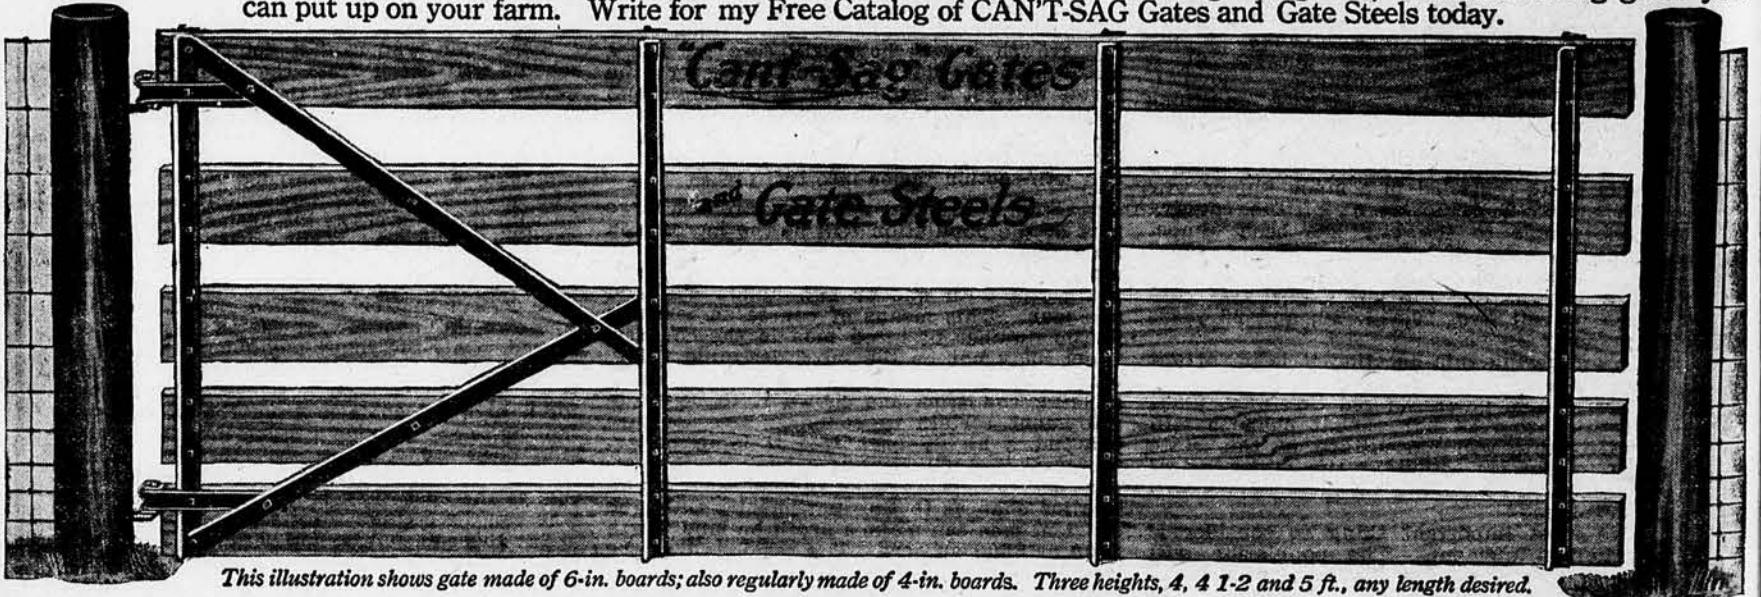 can put up on your farm. Write for my Free Catalog of CAN'T-SAG Gates and Gate Steels today.
"Cant-Sag" Gates
and Gate Steels
This illustration shows gate made of 6-in. boards; also regularly made of 4-in. boards. Three heights, 4, 4 1-2 and 5 ft., any length desired.